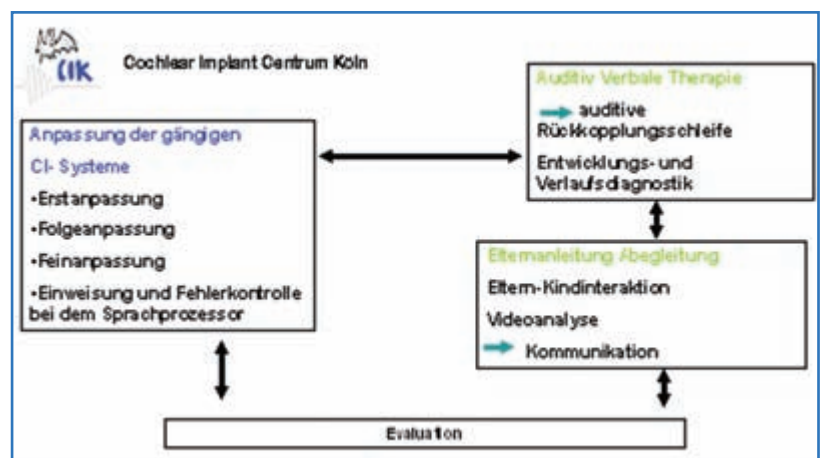 CIK
Cochlear Implant Centrum Köln
Anpassung der gängigen
CI- Systeme
•Erstanpassung
•Folgeanpassung
•Feinanpassung
•Einweisung und Fehlerkontrolle
bei dem Sprachprozessor
Auditiv Verbale Therapie
auditive
Rückkopplungsschleife
Entwicklungs- und
Verlaufsdiagnostik
Elternanleitung /begleitung
Eltern-Kindinteraktion
Videoanalyse
Kommunikation
Evaluation